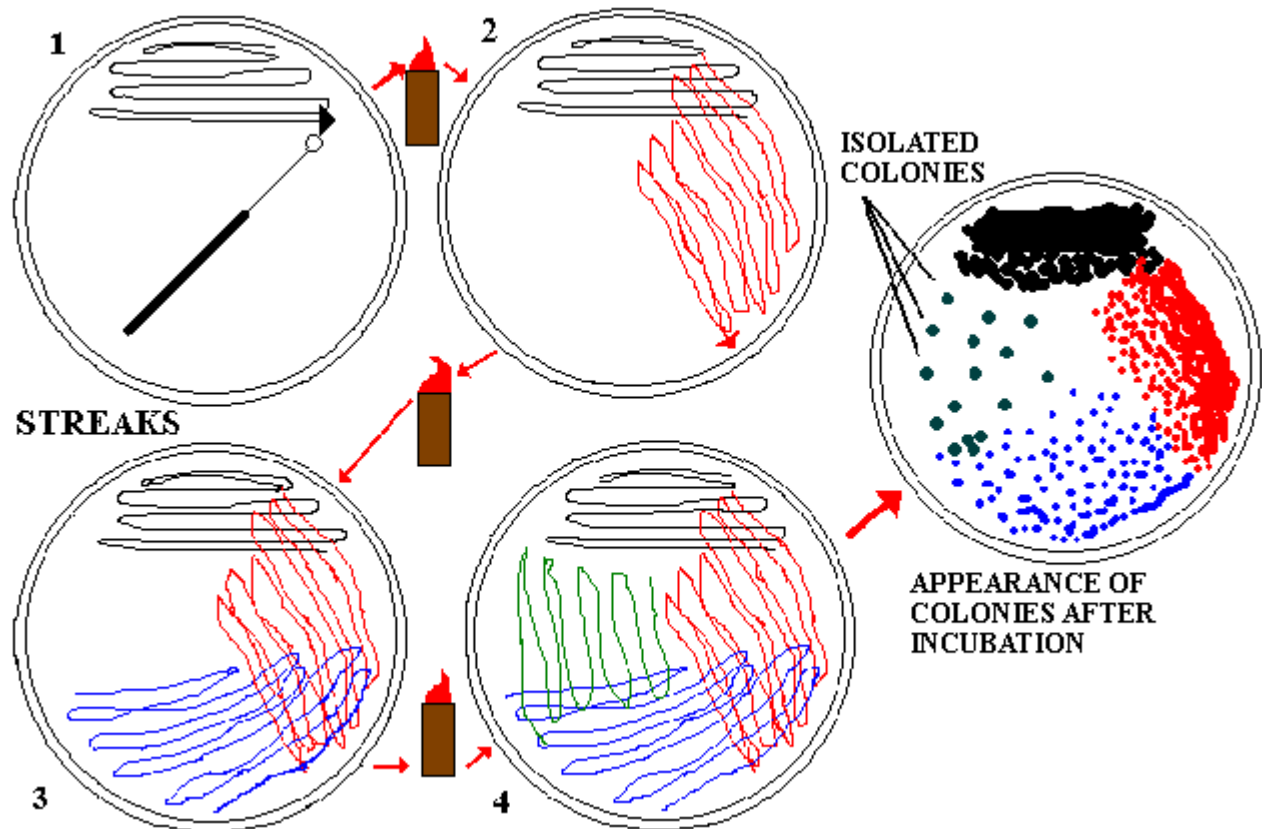 1
2
ISOLATED
COLONIES
STREAKS
3
4
APPEARANCE OF
COLONIES AFTER
INCUBATION